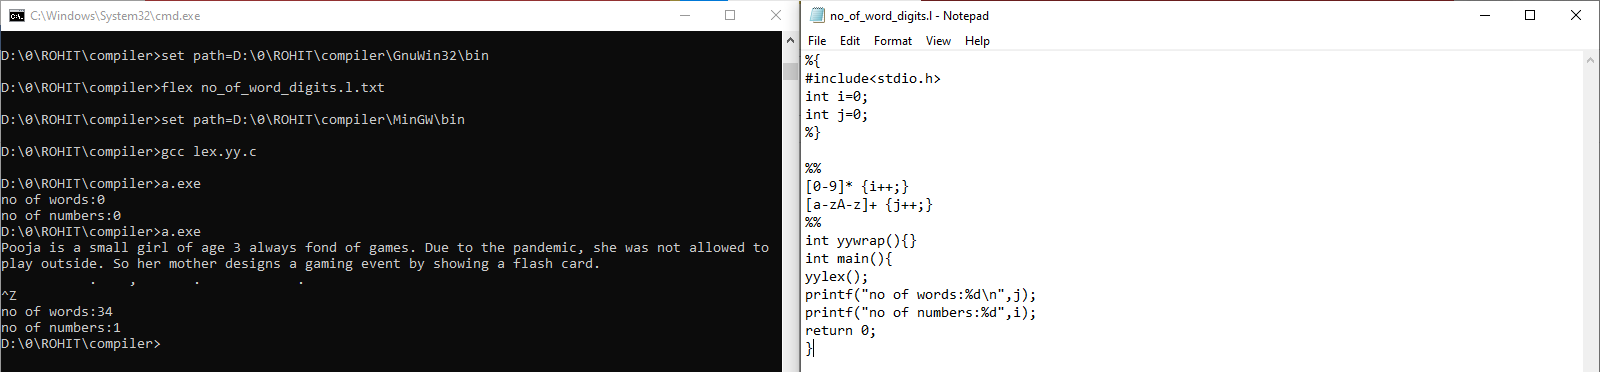 C:\Windows\System32\cmd.exe
D:\0\ROHIT\compiler>set path=D:\0\ROHIT\compiler\GnuWin32\bin
D:\0\ROHIT\compiler>flex no_of_word_digits.l.txt
D:\0\ROHIT\compiler>set path=D:\0\ROHIT\compiler\MinGW\bin
D:\0\ROHIT\compiler>gcc lex.yy.c
D:\0\ROHIT\compiler>a.exe
no of words:0
no of numbers:0
D:\0\ROHIT\compiler>a.exe
Pooja is a small girl of age 3 always fond of games. Due to the pandemic, she was not allowed to
play outside. So her mother designs a gaming event by showing a flash card.
. , . .
^Z
no of words:34
no of numbers:1
D:\0\ROHIT\compiler>
no_of_word_digits.l - Notepad
File Edit Format View Help
%{
#include<stdio.h>
int i=0;
int j=0;
%}
%%
[0-9]* {i++;}
[a-zA-z]+ {j++;}
%%
int yywrap(){}
int main(){
yylex();
printf("no of words:%d\n",j);
printf("no of numbers:%d",i);
return 0;
}